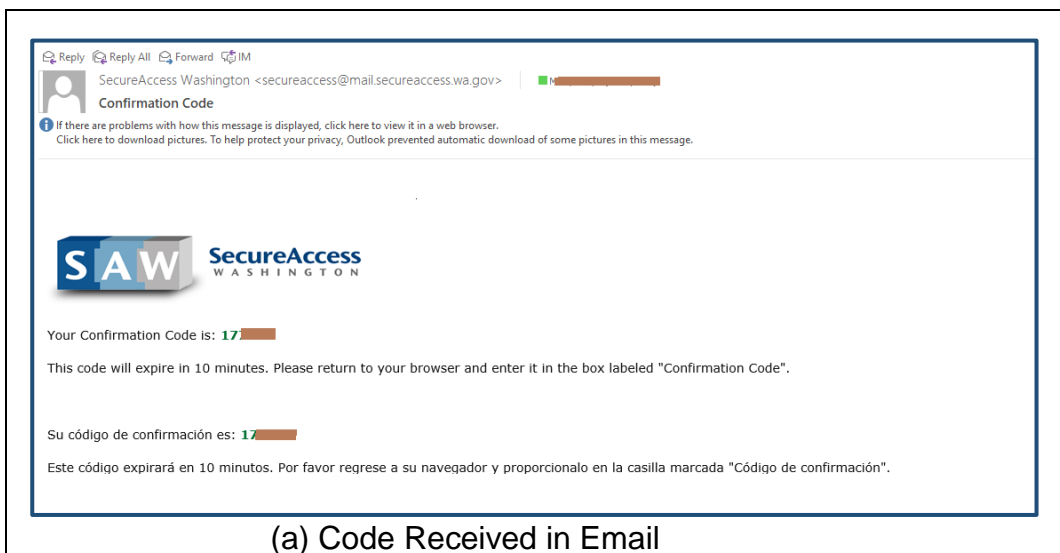 Reply Reply All Forward IM
SecureAccess Washington <secureaccess@mail.secureaccess.wa.gov>
Confirmation Code
If there are problems with how this message is displayed, click here to view it in a web browser.
Click here to download pictures. To help protect your privacy, Outlook prevented automatic download of some pictures in this message.
SAW SecureAccess
WASHINGTON
Your Confirmation Code is: 17
This code will expire in 10 minutes. Please return to your browser and enter it in the box labeled "Confirmation Code".
Su código de confirmación es: 17
Este código expirará en 10 minutos. Por favor regrese a su navegador y proporcionalo en la casilla marcada "Código de confirmación".
(a) Code Received in Email